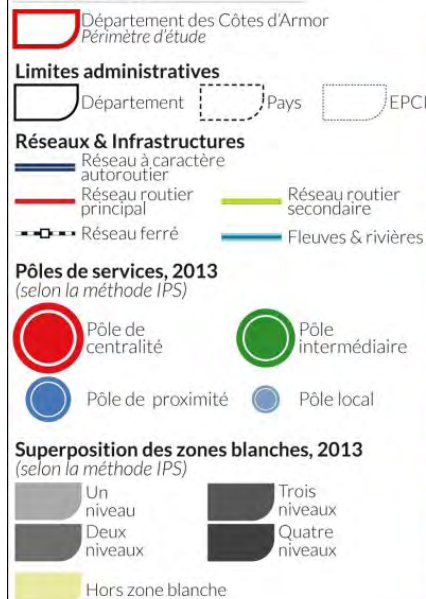 Département des Côtes d'Armor
Périmètre d'étude
Limites administratives
Département
Pays
EPCI
Réseaux & Infrastructures
Réseau à caractère
autoroutier
Réseau routier
principal
Réseau routier
secondaire
Réseau ferré
Fleuves & rivières
Pôles de services, 2013
(selon la méthode IPS)
Pôle de
centralité
Pôle
intermédiaire
Pôle de proximité
Pôle local
Superposition des zones blanches, 2013
(selon la méthode IPS)
Un
niveau
Trois
niveaux
Deux
niveaux
Quatre
niveaux
Hors zone blanche